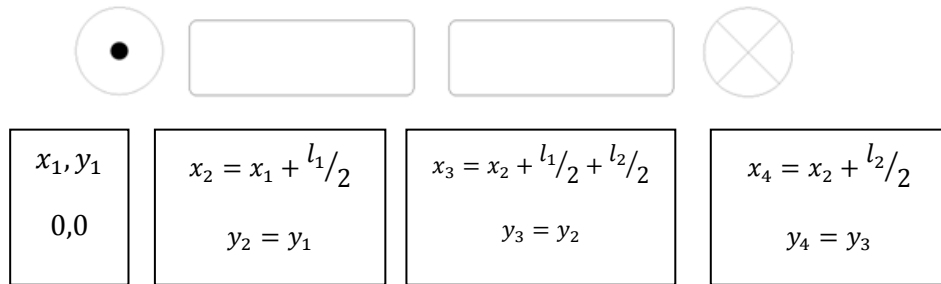 x₁, y₁
0,0
x₂ = x₁ + l₁/2
y₂ = y₁
x₃ = x₂ + l₁/2 + l₂/2
y₃ = y₂
x₄ = x₂ + l₂/2
y₄ = y₃